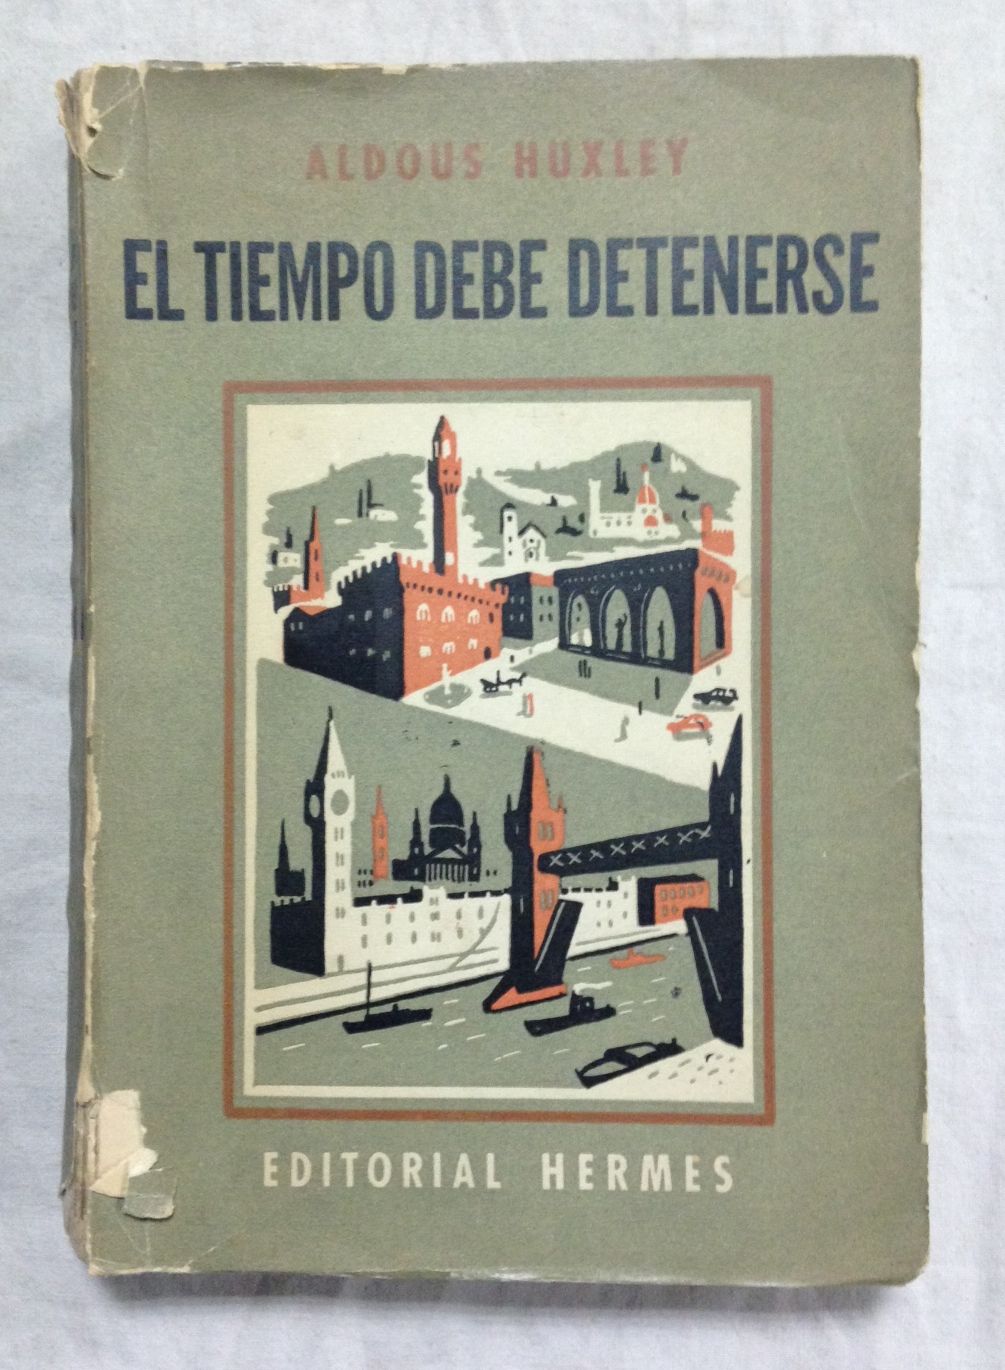 ALDOUS HUXLEY
EL TIEMPO DEBE DETENERSE
EDITORIAL HERMES